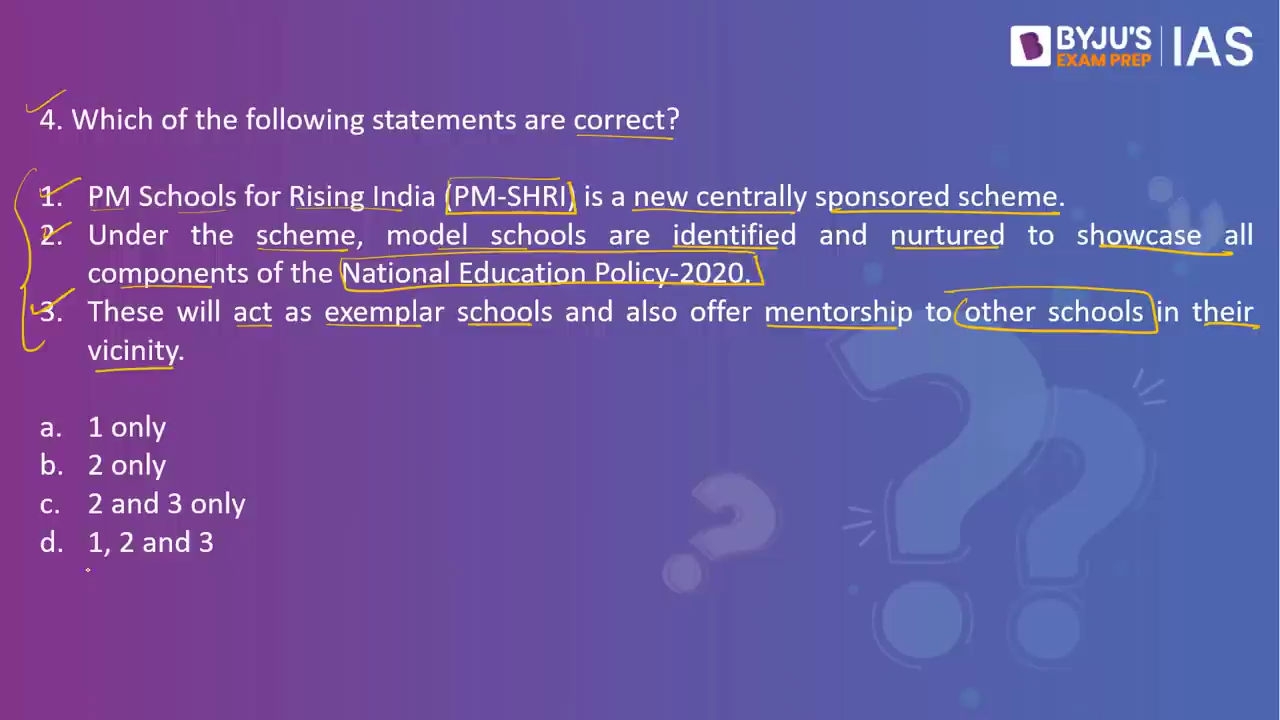 BYJU'S
EXAM PREP
IAS
4. Which of the following statements are correct?
1. PM Schools for Rising India (PM-SHRI) is a new centrally sponsored scheme.
2. Under the scheme, model schools are identified and nurtured to showcase all
components of the National Education Policy-2020.
3. These will act as exemplar schools and also offer mentorship to other schools in their
vicinity.
a. 1 only
b. 2 only
c. 2 and 3 only
d. 1, 2 and 3